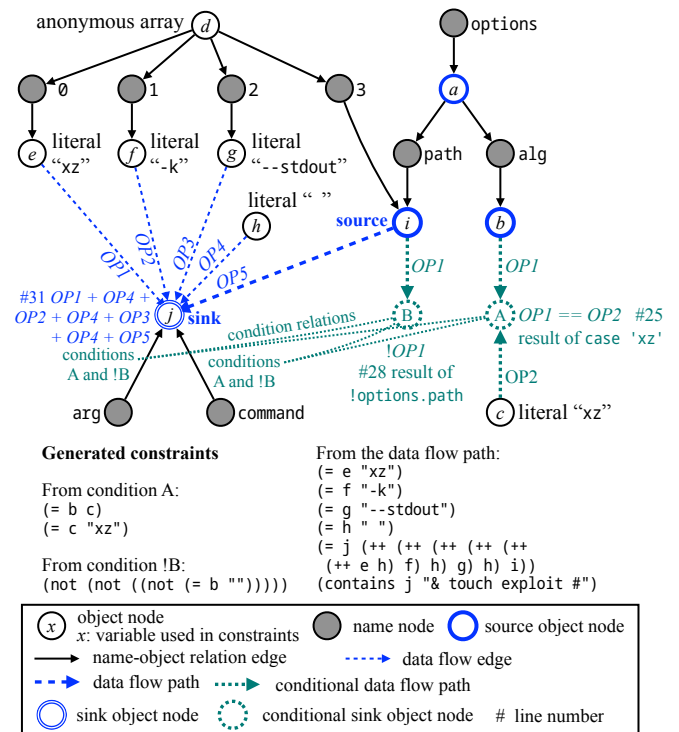 anonymous array d
options
0 1 2 3
a
e literal "xz"
f literal "-k"
g literal "--stdout"
path alg
literal " "
h
source i b
OP1 OP2 OP3 OP4 OP5
OP1 OP1
#31 OP1 + OP4 +
OP2 + OP4 + OP3
+ OP4 + OP5
j sink
B A OP1 == OP2 #25
result of case 'xz'
condition relations
conditions
A and !B
conditions
A and !B
!OP1
#28 result of
!options.path
OP2
arg command
c literal "xz"
Generated constraints
From condition A:
(= b c)
(= c "xz")
From condition !B:
(not (not ((not (= b "")))))
From the data flow path:
(= e "xz")
(= f "-k")
(= g "--stdout")
(= h " ")
(= j (++ (++ (++ (++ (++
(++ e h) f) h) g) h) i))
(contains j "& touch exploit #")
x object node
x: variable used in constraints
name node
source object node
name-object relation edge
data flow edge
data flow path
conditional data flow path
sink object node
conditional sink object node
# line number